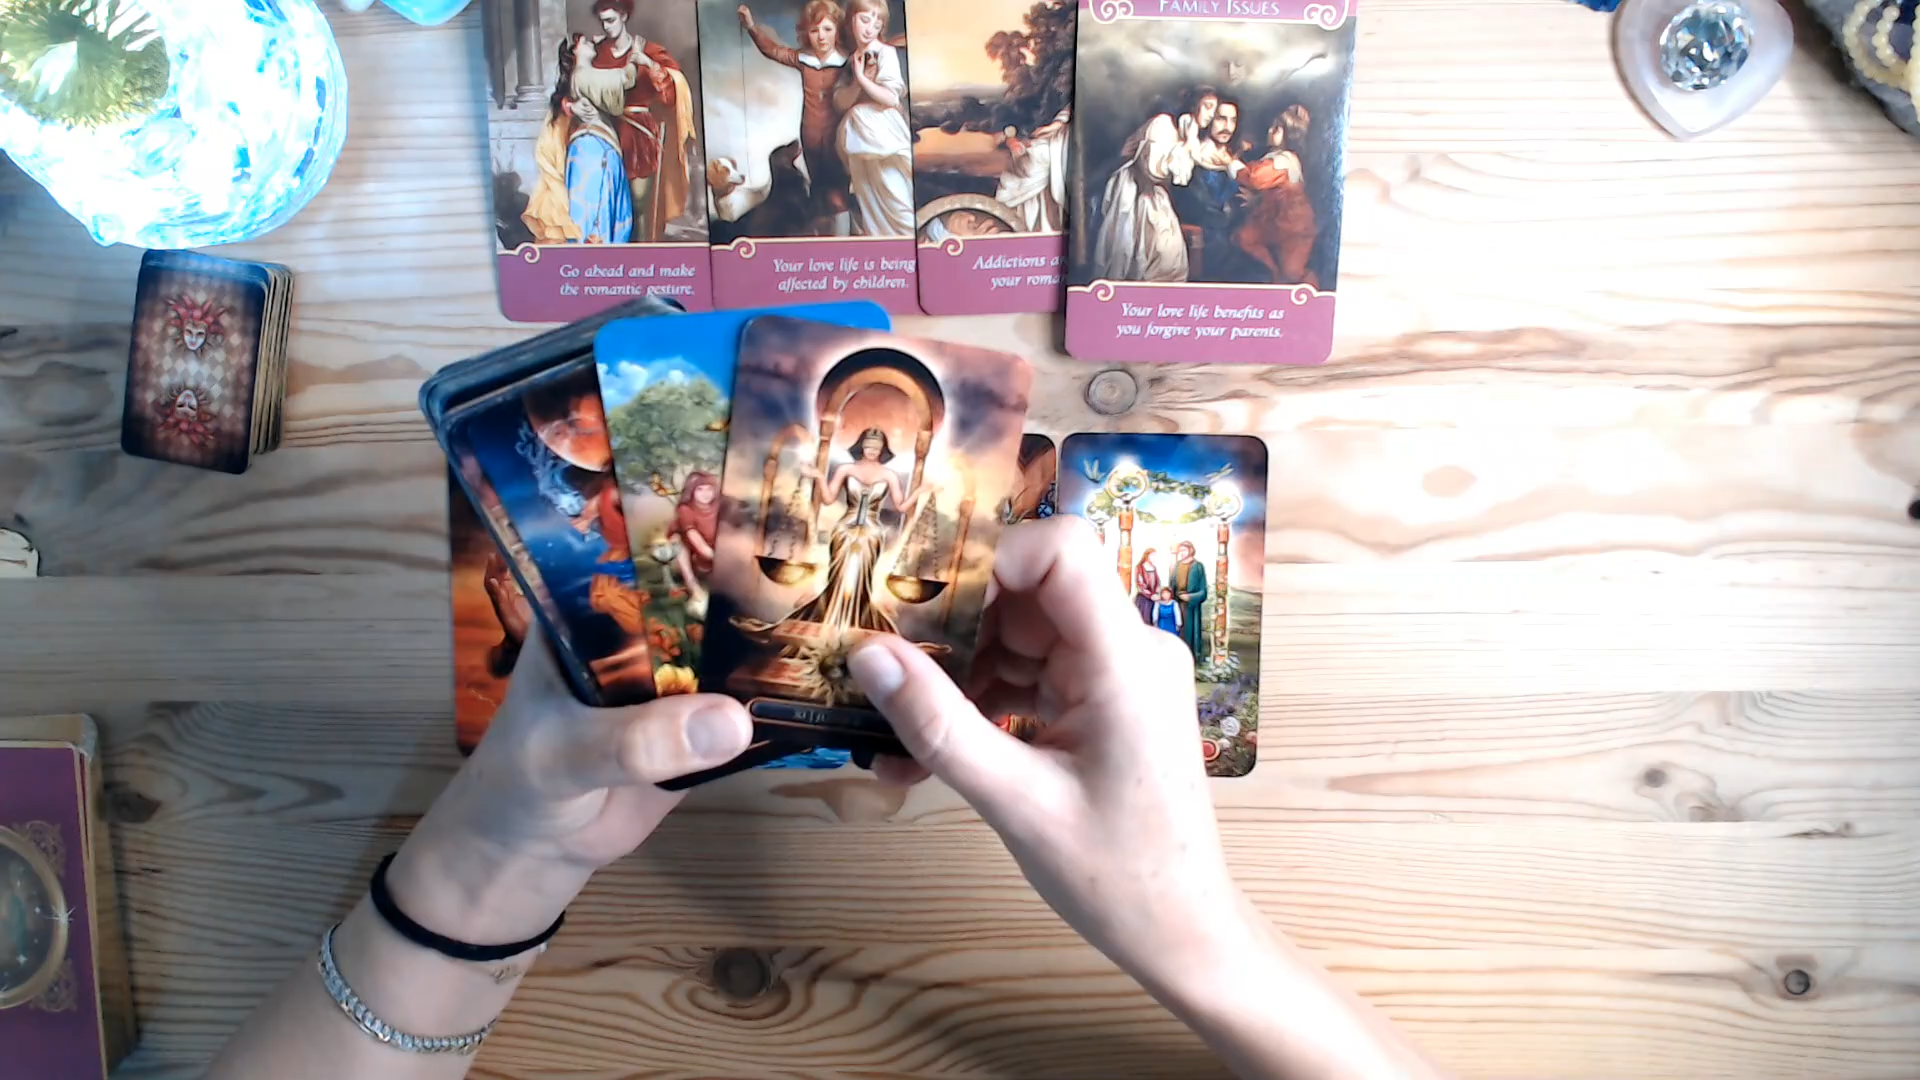 FAMILY ISSUES
Go ahead and make
the romantic gesture.
Your love life is being
affected by children.
Addictions
your
Your love life benefits as
you forgive your parents.